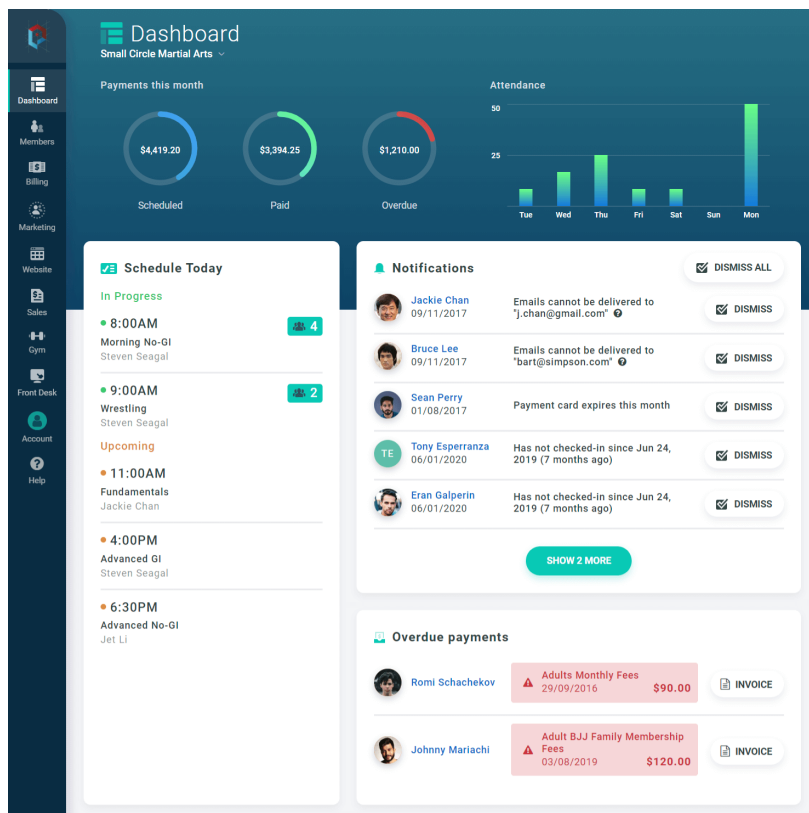 Dashboard
Small Circle Martial Arts
Dashboard
Members
Billing
Marketing
Website
Sales
Gym
Front Desk
Account
Help
Payments this month
$4,419.20
$3,394.25
$1,210.00
Scheduled
Paid
Overdue
Attendance
50
25
Tue
Wed
Thu
Fri
Sat
Sun
Mon
Schedule Today
In Progress
8:00AM
4
Morning No-GI
Steven Seagal
9:00AM
2
Wrestling
Steven Seagal
Upcoming
11:00AM
Fundamentals
Jackie Chan
4:00PM
Advanced GI
Steven Seagal
6:30PM
Advanced No-GI
Jet Li
Notifications
DISMISS ALL
Jackie Chan
09/11/2017
Emails cannot be delivered to
"j.chan@gmail.com" ?
DISMISS
Bruce Lee
09/11/2017
Emails cannot be delivered to
"bart@simpson.com" ?
DISMISS
Sean Perry
01/08/2017
Payment card expires this month
DISMISS
TE
Tony Esperranza
06/01/2020
Has not checked-in since Jun 24,
2019 (7 months ago)
DISMISS
Eran Galperin
06/01/2020
Has not checked-in since Jun 24,
2019 (7 months ago)
DISMISS
SHOW 2 MORE
Overdue payments
Romi Schachekov
Adults Monthly Fees
29/09/2016 $90.00
INVOICE
Johnny Mariachi
Adult BJJ Family Membership
Fees
03/08/2019 $120.00
INVOICE